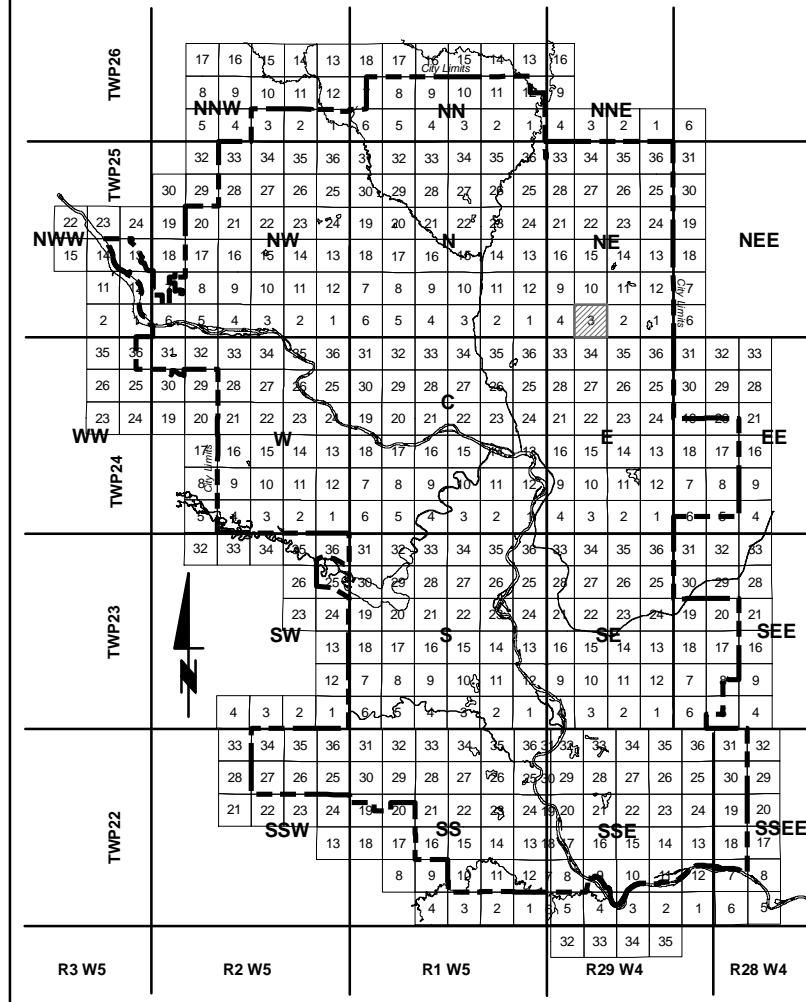 TWP26
17 16 15 14 13 18 17 16 15 14 13 16
City Limits
8 9 10 11 12 8 9 10 11 12 9
NNW NN NNE
5 4 3 2 1 6 5 4 3 2 1 4 3 2 1 6
TWP25
32 33 34 35 36 31 32 33 34 35 36 33 34 35 36 31
30 29 28 27 26 25 30 29 28 27 26 25 28 27 26 25 30
22 23 24 19 20 21 22 23 24 19 20 21 22 23 24 21 22 23 24 19
NWW NW N NE NEE
15 14 13 18 17 16 15 14 13 18 17 16 15 14 13 16 15 14 13 18
11 8 9 10 11 12 7 8 9 10 11 12 9 10 11 12 7
City Limits
2 6 5 4 3 2 1 6 5 4 3 2 1 4 3 2 1 6
TWP24
35 36 31 32 33 34 35 36 31 32 33 34 35 36 33 34 35 36 31 32 33
26 25 30 29 28 27 26 25 30 29 28 27 26 25 28 27 26 25 30 29 28
C
23 24 19 20 21 22 23 24 19 20 21 22 23 24 21 22 23 24 19 20 21
WW W E EE
17 16 15 14 13 18 17 16 15 14 13 16 15 14 13 18 17 16
City Limits
8 9 10 11 12 7 8 9 10 11 12 9 10 11 12 7 8 9
5 4 3 2 1 6 5 4 3 2 1 4 3 2 1 6 5 4
TWP23
32 33 34 35 36 31 32 33 34 35 36 33 34 35 36 31 32 33
26 25 30 29 28 27 26 25 28 27 26 25 30 29 28
23 24 19 20 21 22 23 24 21 22 23 24 19 20 21
SW S SE SEE
13 18 17 16 15 14 13 16 15 14 13 18 17 16
N
12 7 8 9 10 11 12 9 10 11 12 7 8 9
4 3 2 1 6 5 4 3 2 1 3 2 1 6 4
TWP22
33 34 35 36 31 32 33 34 35 36 31 32 33 34 35 36 31 32
28 27 26 25 30 29 28 27 26 25 30 29 28 27 26 25 30 29
21 22 23 24 19 20 21 22 23 24 19 20 21 22 23 24 19 20
SSW SS SSE SSEE
13 18 17 16 15 14 13 18 17 16 15 14 13 18 17
8 9 10 11 12 7 8 9 10 11 12 7 8
4 3 2 1 5 4 3 2 1 6 5
32 33 34 35
R3 W5 R2 W5 R1 W5 R29 W4 R28 W4